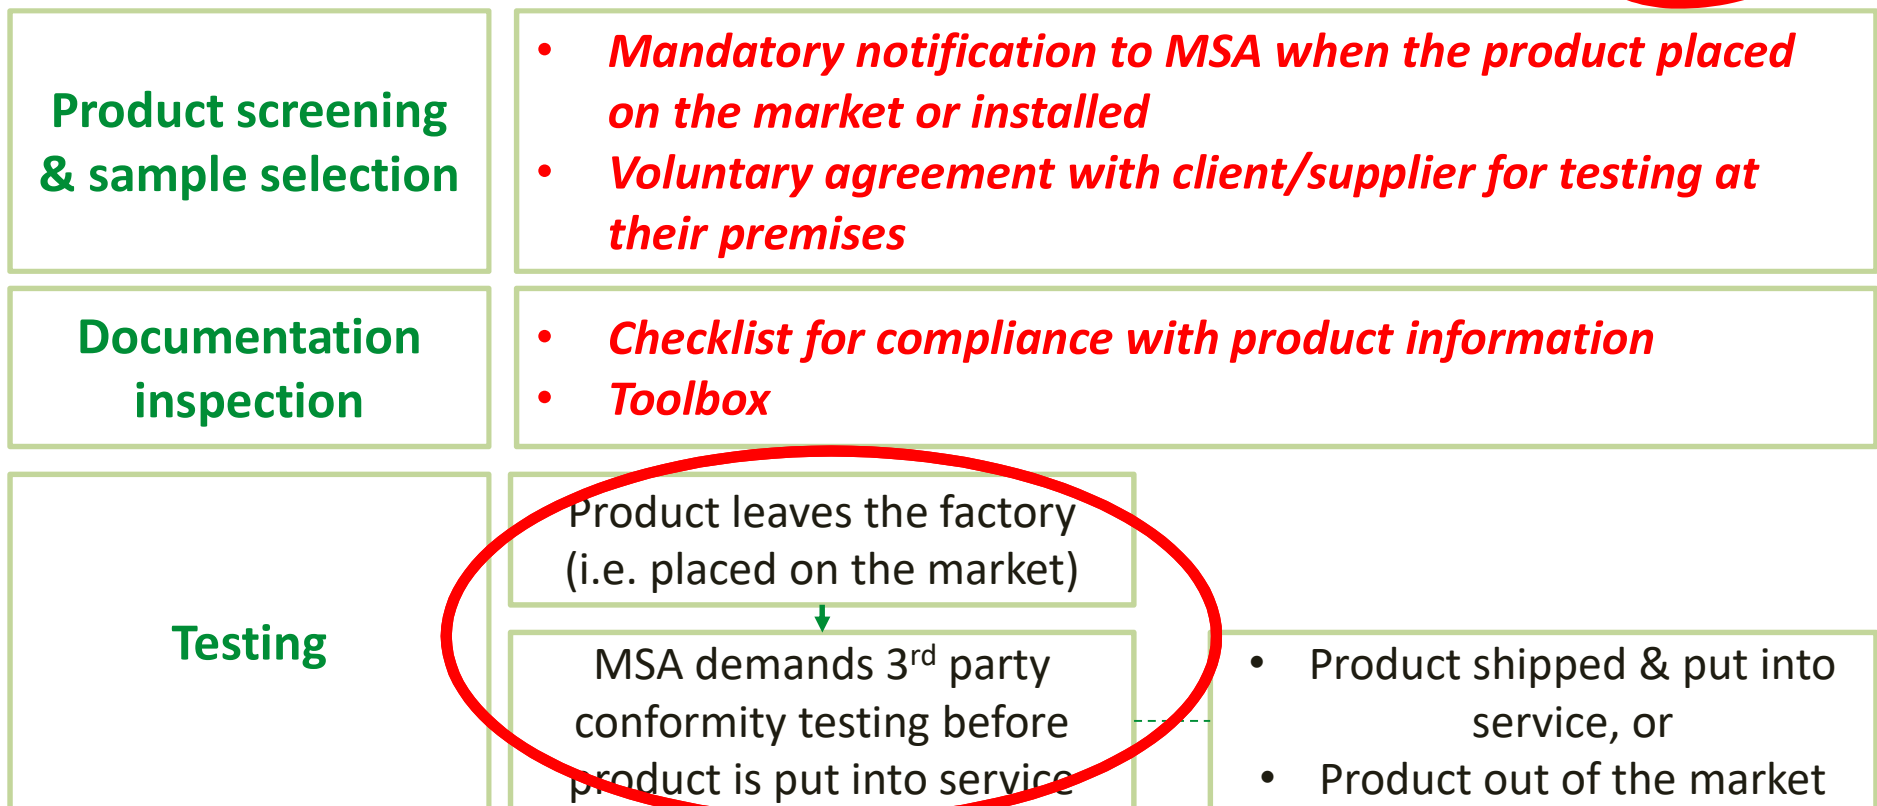 Product screening
& sample selection
• Mandatory notification to MSA when the product placed
on the market or installed
• Voluntary agreement with client/supplier for testing at
their premises
Documentation
inspection
• Checklist for compliance with product information
• Toolbox
Testing
Product leaves the factory
(i.e. placed on the market)
MSA demands 3rd party
conformity testing before
product is put into service
• Product shipped & put into
service, or
• Product out of the market